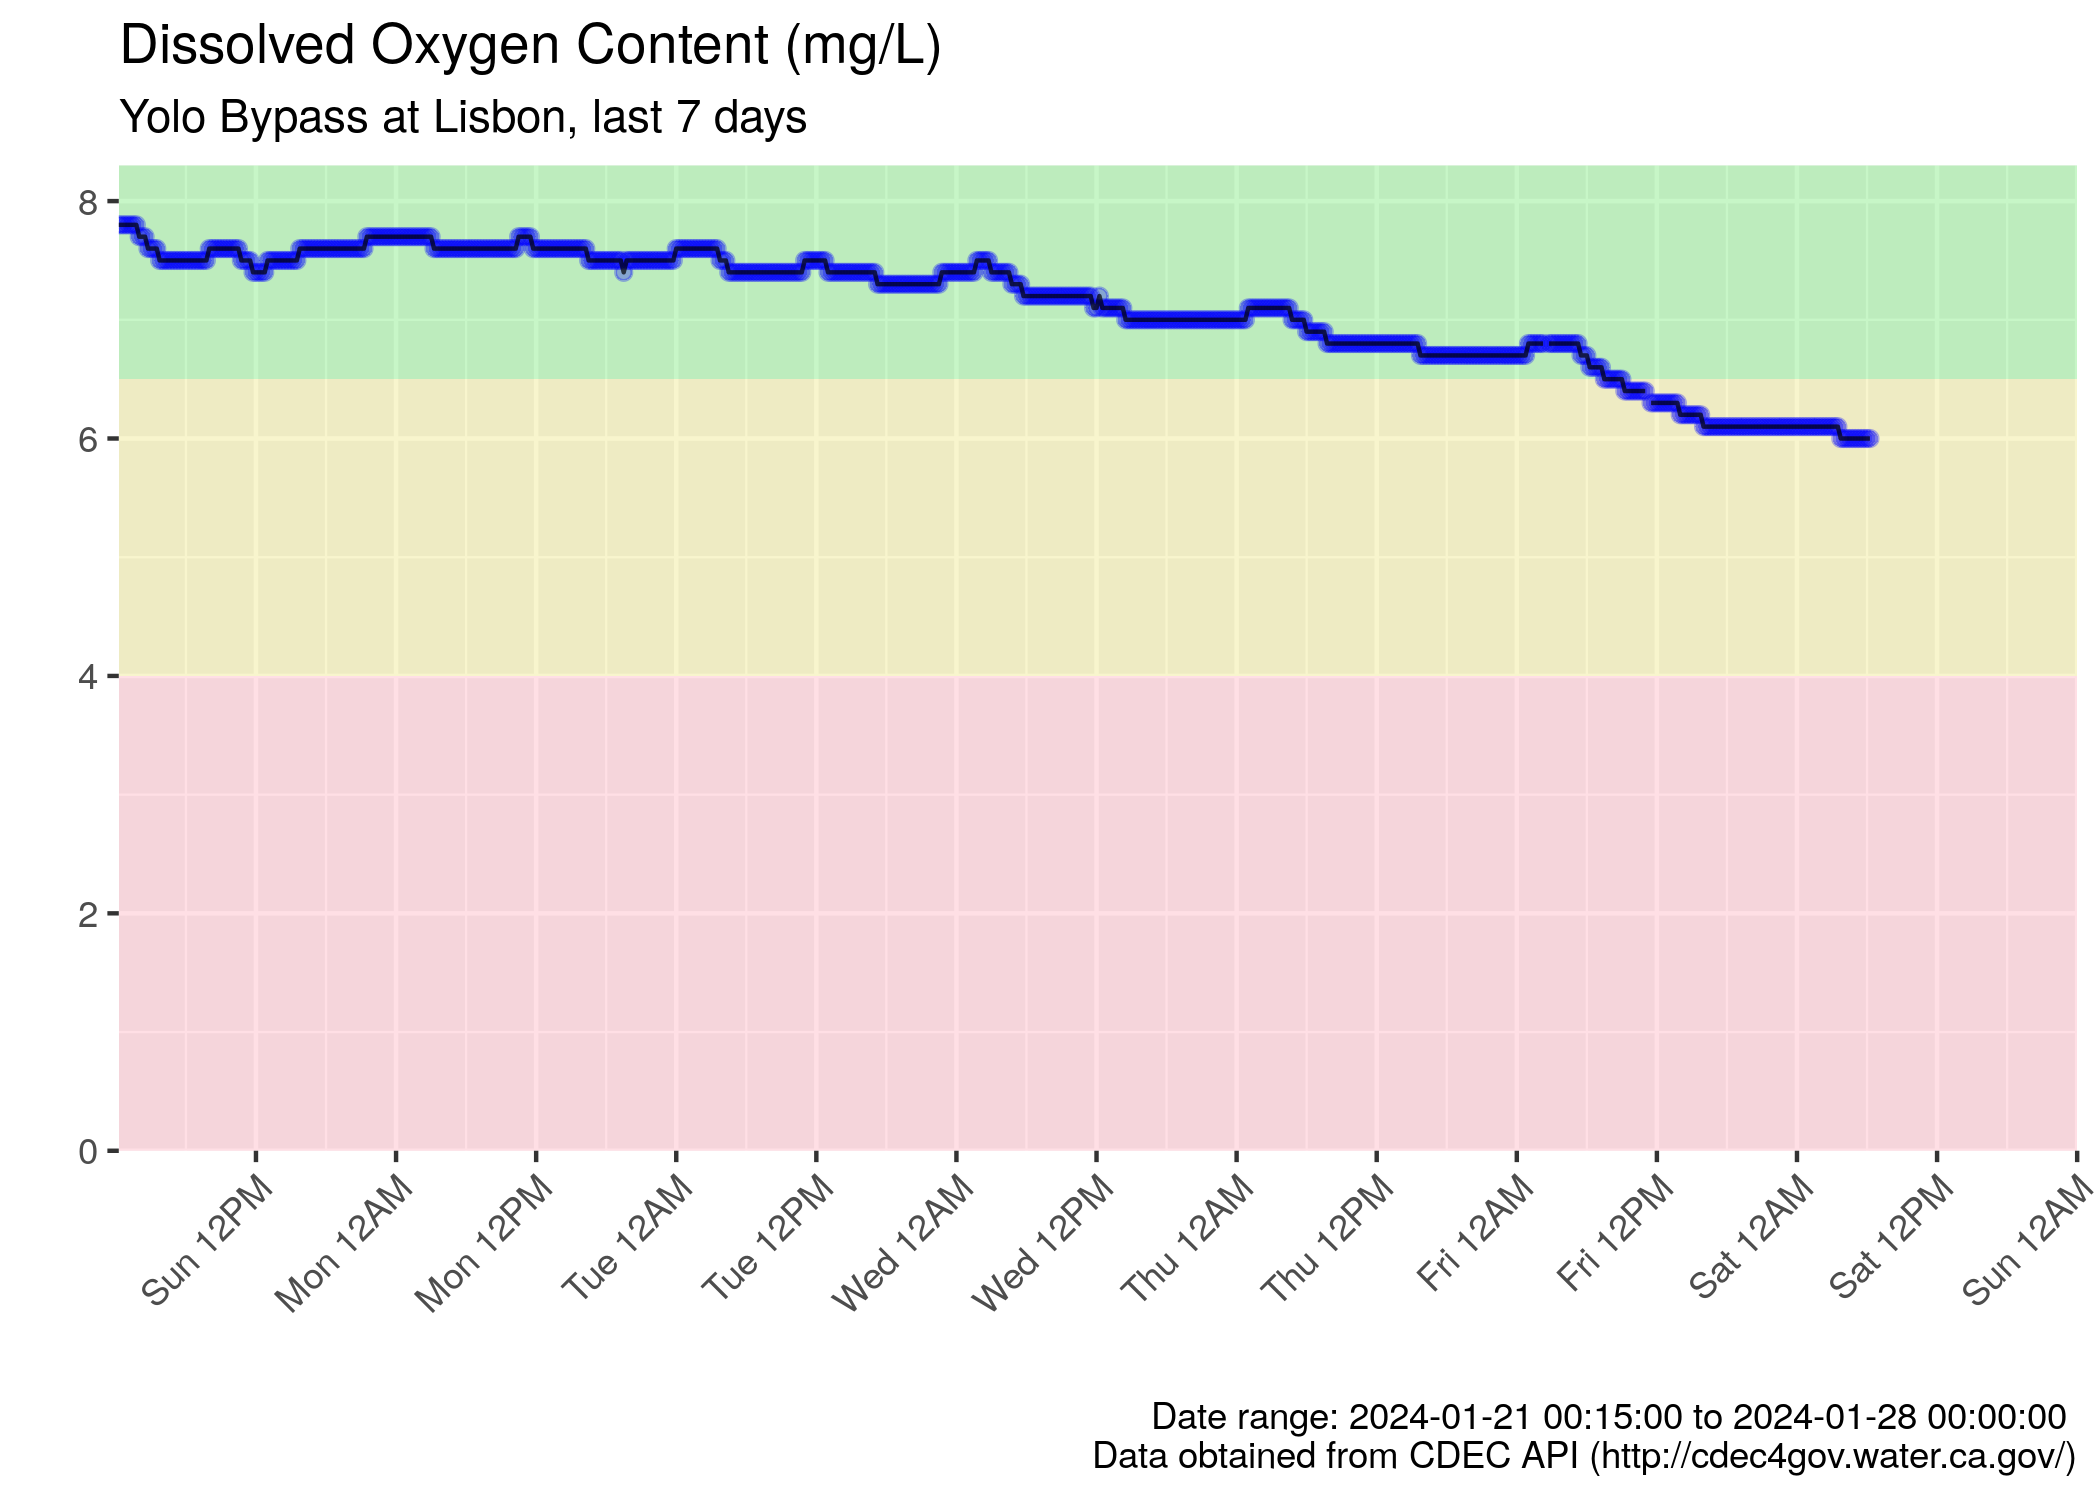 Dissolved Oxygen Content (mg/L)
Yolo Bypass at Lisbon, last 7 days
8
6
4
2
0
Sun 12PM
Mon 12AM
Mon 12PM
Tue 12AM
Tue 12PM
Wed 12AM
Wed 12PM
Thu 12AM
Thu 12PM
Fri 12AM
Fri 12PM
Sat 12AM
Sat 12PM
Sun 12AM
Date range: 2024-01-21 00:15:00 to 2024-01-28 00:00:00
Data obtained from CDEC API (http://cdec4gov.water.ca.gov/)